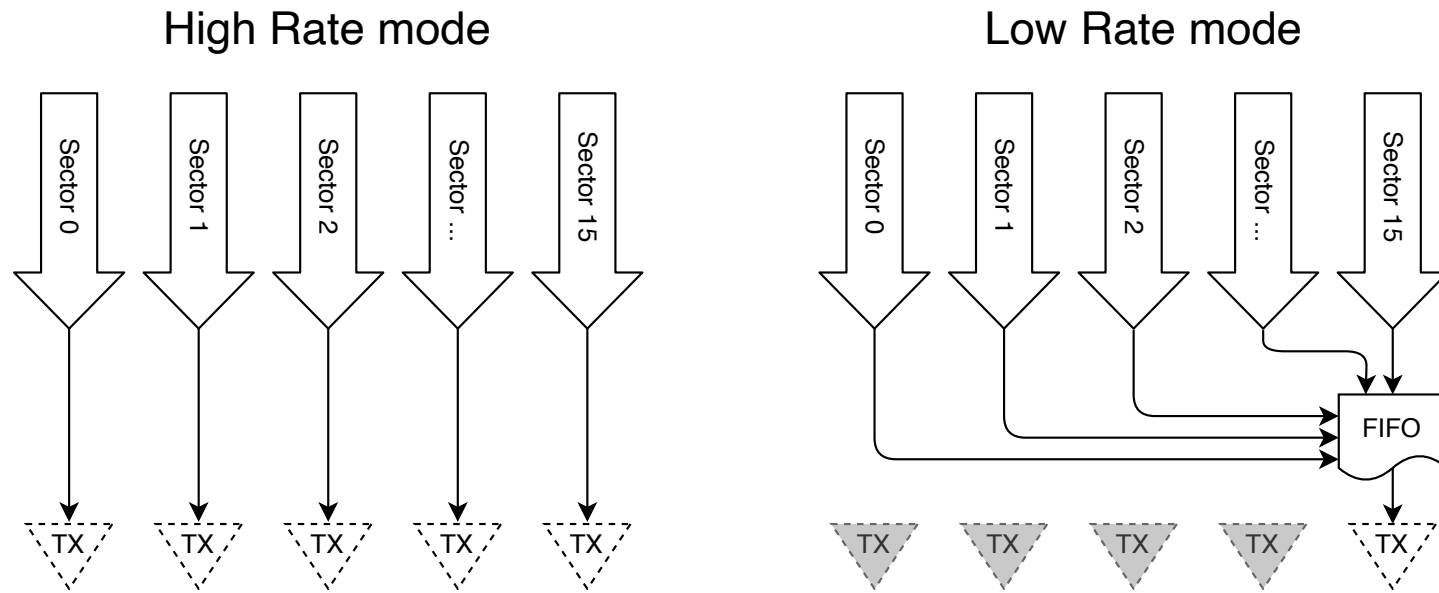 High Rate mode
Low Rate mode
Sector 0
Sector 1
Sector 2
Sector ...
Sector 15
Sector 0
Sector 1
Sector 2
Sector ...
Sector 15
FIFO
TX
TX
TX
TX
TX
TX
TX
TX
TX
TX